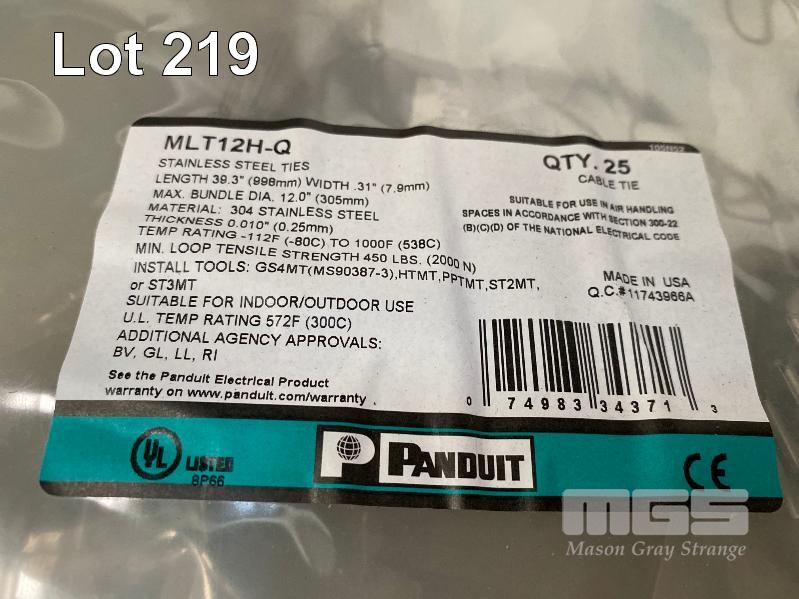 Lot 219
105N52
MLT12H-Q
STAINLESS STEEL TIES
LENGTH 39.3" (998mm) WIDTH .31" (7.9mm)
MAX. BUNDLE DIA. 12.0" (305mm)
MATERIAL: 304 STAINLESS STEEL
THICKNESS 0.010" (0.25mm)
TEMP RATING -112F (-80C) TO 1000F (538C)
MIN. LOOP TENSILE STRENGTH 450 LBS. (2000 N)
INSTALL TOOLS: GS4MT(MS90387-3),HTMT,PPTMT,ST2MT,
or ST3MT
SUITABLE FOR INDOOR/OUTDOOR USE
U.L. TEMP RATING 572F (300C)
ADDITIONAL AGENCY APPROVALS:
BV, GL, LL, RI
See the Panduit Electrical Product
warranty on www.panduit.com/warranty .
QTY. 25
CABLE TIE
SUITABLE FOR USE IN AIR HANDLING
SPACES IN ACCORDANCE WITH SECTION 300-22
(B)(C)(D) OF THE NATIONAL ELECTRICAL CODE
MADE IN USA
Q.C.#11743966A
0 74983 34371 3
UL LISTED
8P66
P PANDUIT
CE
MGS
Mason Gray Strange